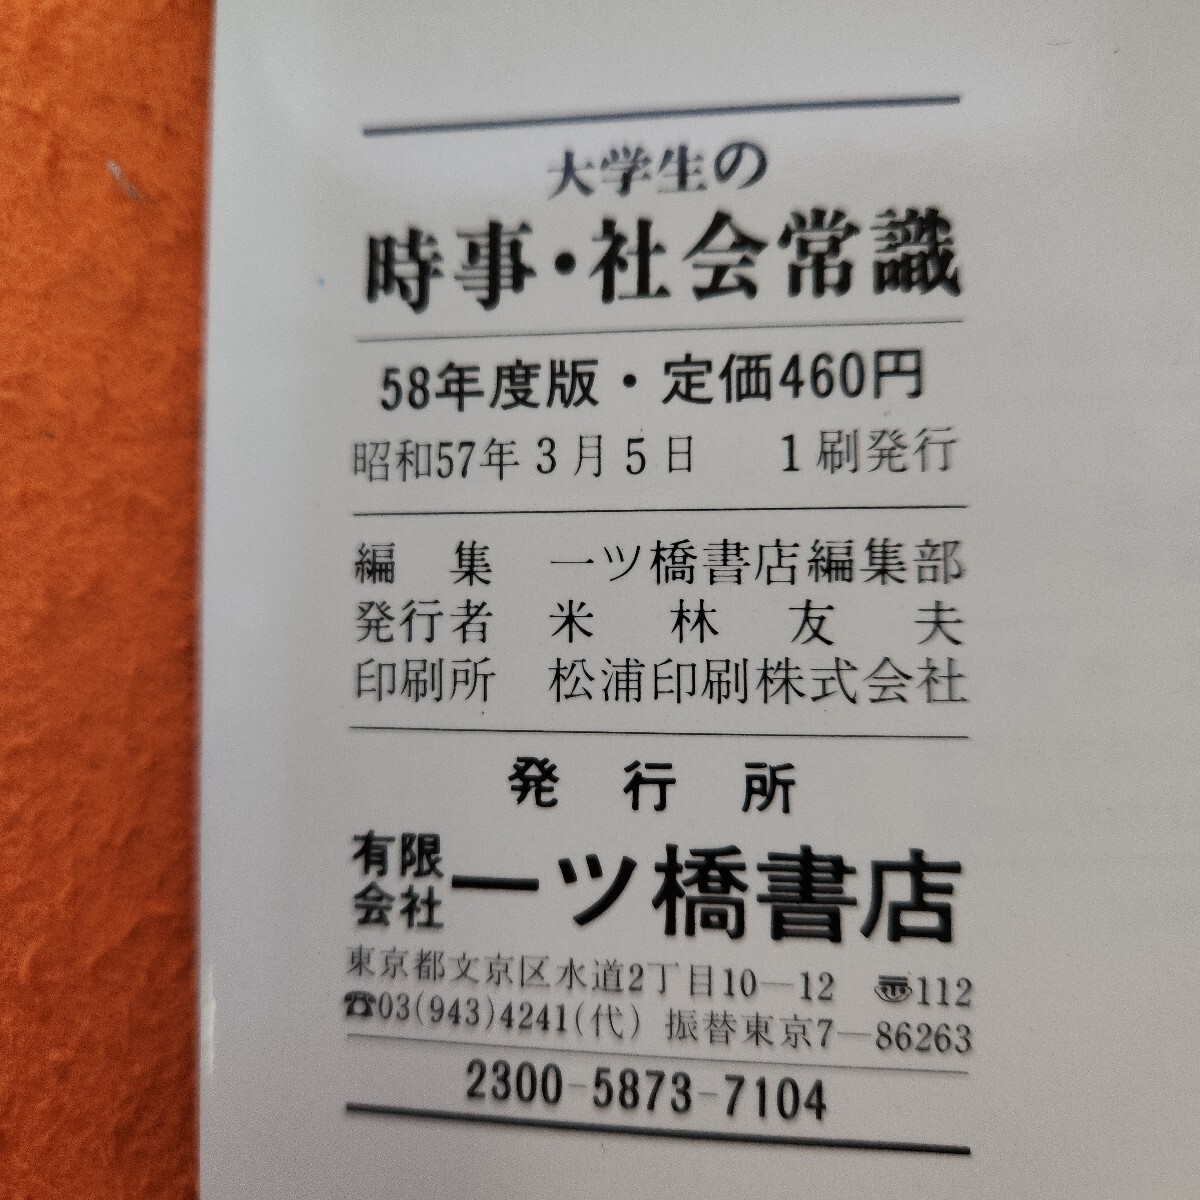 大学生の
時事・社会常識
58年度版・定価460円
昭和57年3月5日 1刷発行
編集 一ツ橋書店編集部
発行者 米林友夫
印刷所 松浦印刷株式会社
発行所
有限会社 一ツ橋書店
東京都文京区水道2丁目10―12 〠112
☎03(943)4241(代) 振替東京7―86263
2300-5873-7104